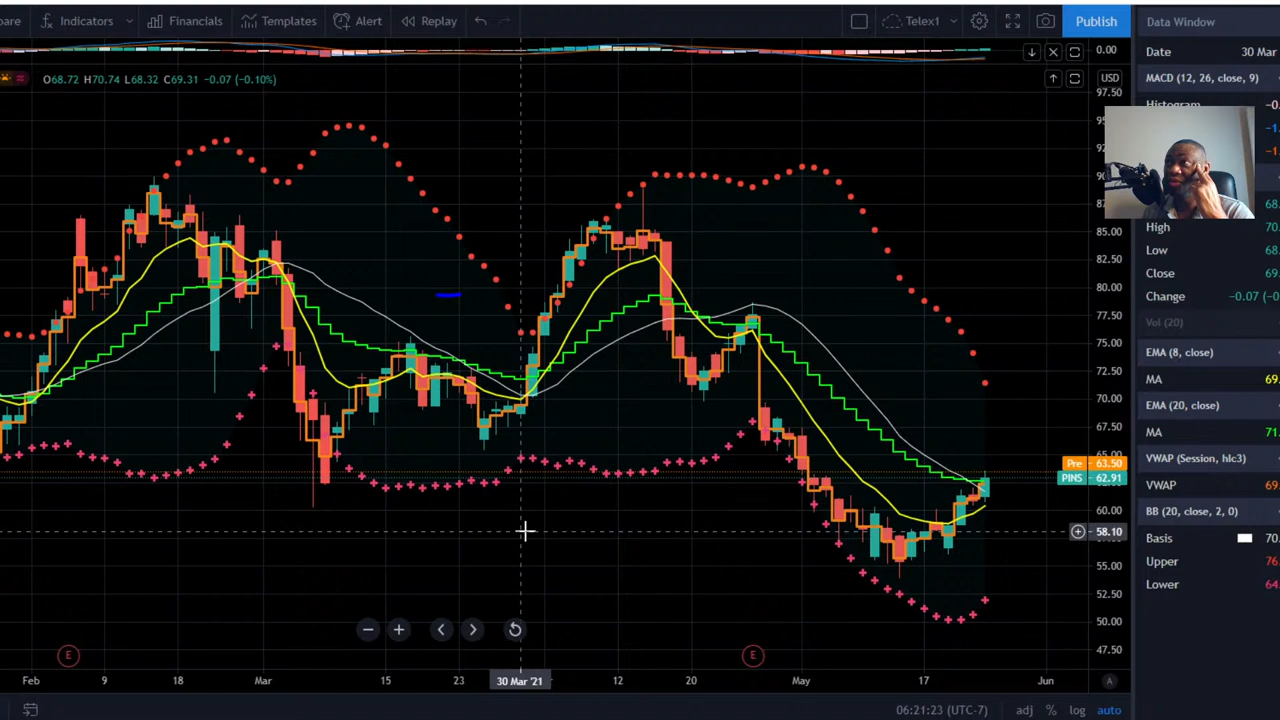 are Indicators Financials Templates Alert Replay Telex1 Publish Data Window
0.00
Date 30 Mar
O68.72 H70.74 L68.32 C69.31 −0.07 (−0.10%)
USD
MACD (12, 26, close, 9)
97.50
Histogram
High
Low
Close
Change −0.07
Vol (20)
EMA (8, close)
MA
EMA (20, close)
MA
VWAP (Session, hlc3)
VWAP
BB (20, close, 2, 0)
Basis
Upper
Lower
85.00
82.50
80.00
77.50
75.00
72.50
70.00
67.50
Pre 63.50
PINS 62.91
60.00
58.10
55.00
52.50
50.00
47.50
E E
Feb 9 18 Mar 15 23 30 Mar '21 12 20 May 17 Jun A
06:21:23 (UTC-7) adj % log auto